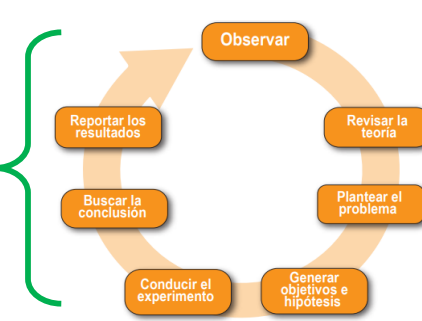 Observar
Revisar la
teoría
Plantear el
problema
Generar
objetivos e
hipótesis
Conducir el
experimento
Buscar la
conclusión
Reportar los
resultados